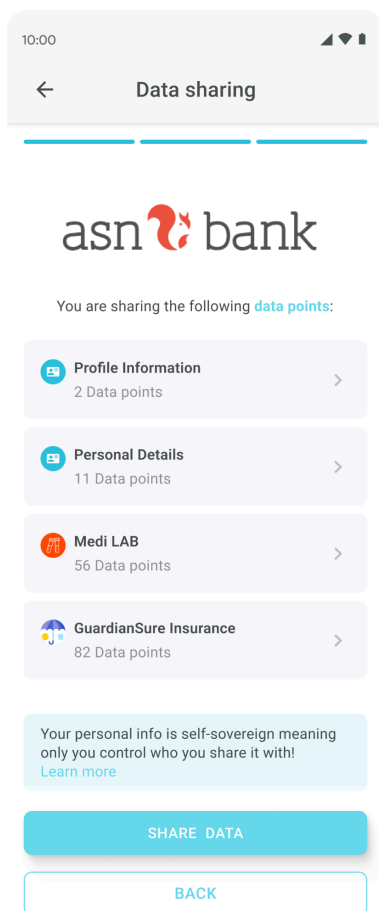 10:00
Data sharing
asn bank
You are sharing the following data points:
Profile Information
2 Data points
Personal Details
11 Data points
Medi LAB
56 Data points
GuardianSure Insurance
82 Data points
Your personal info is self-sovereign meaning
only you control who you share it with!
Learn more
SHARE DATA
BACK